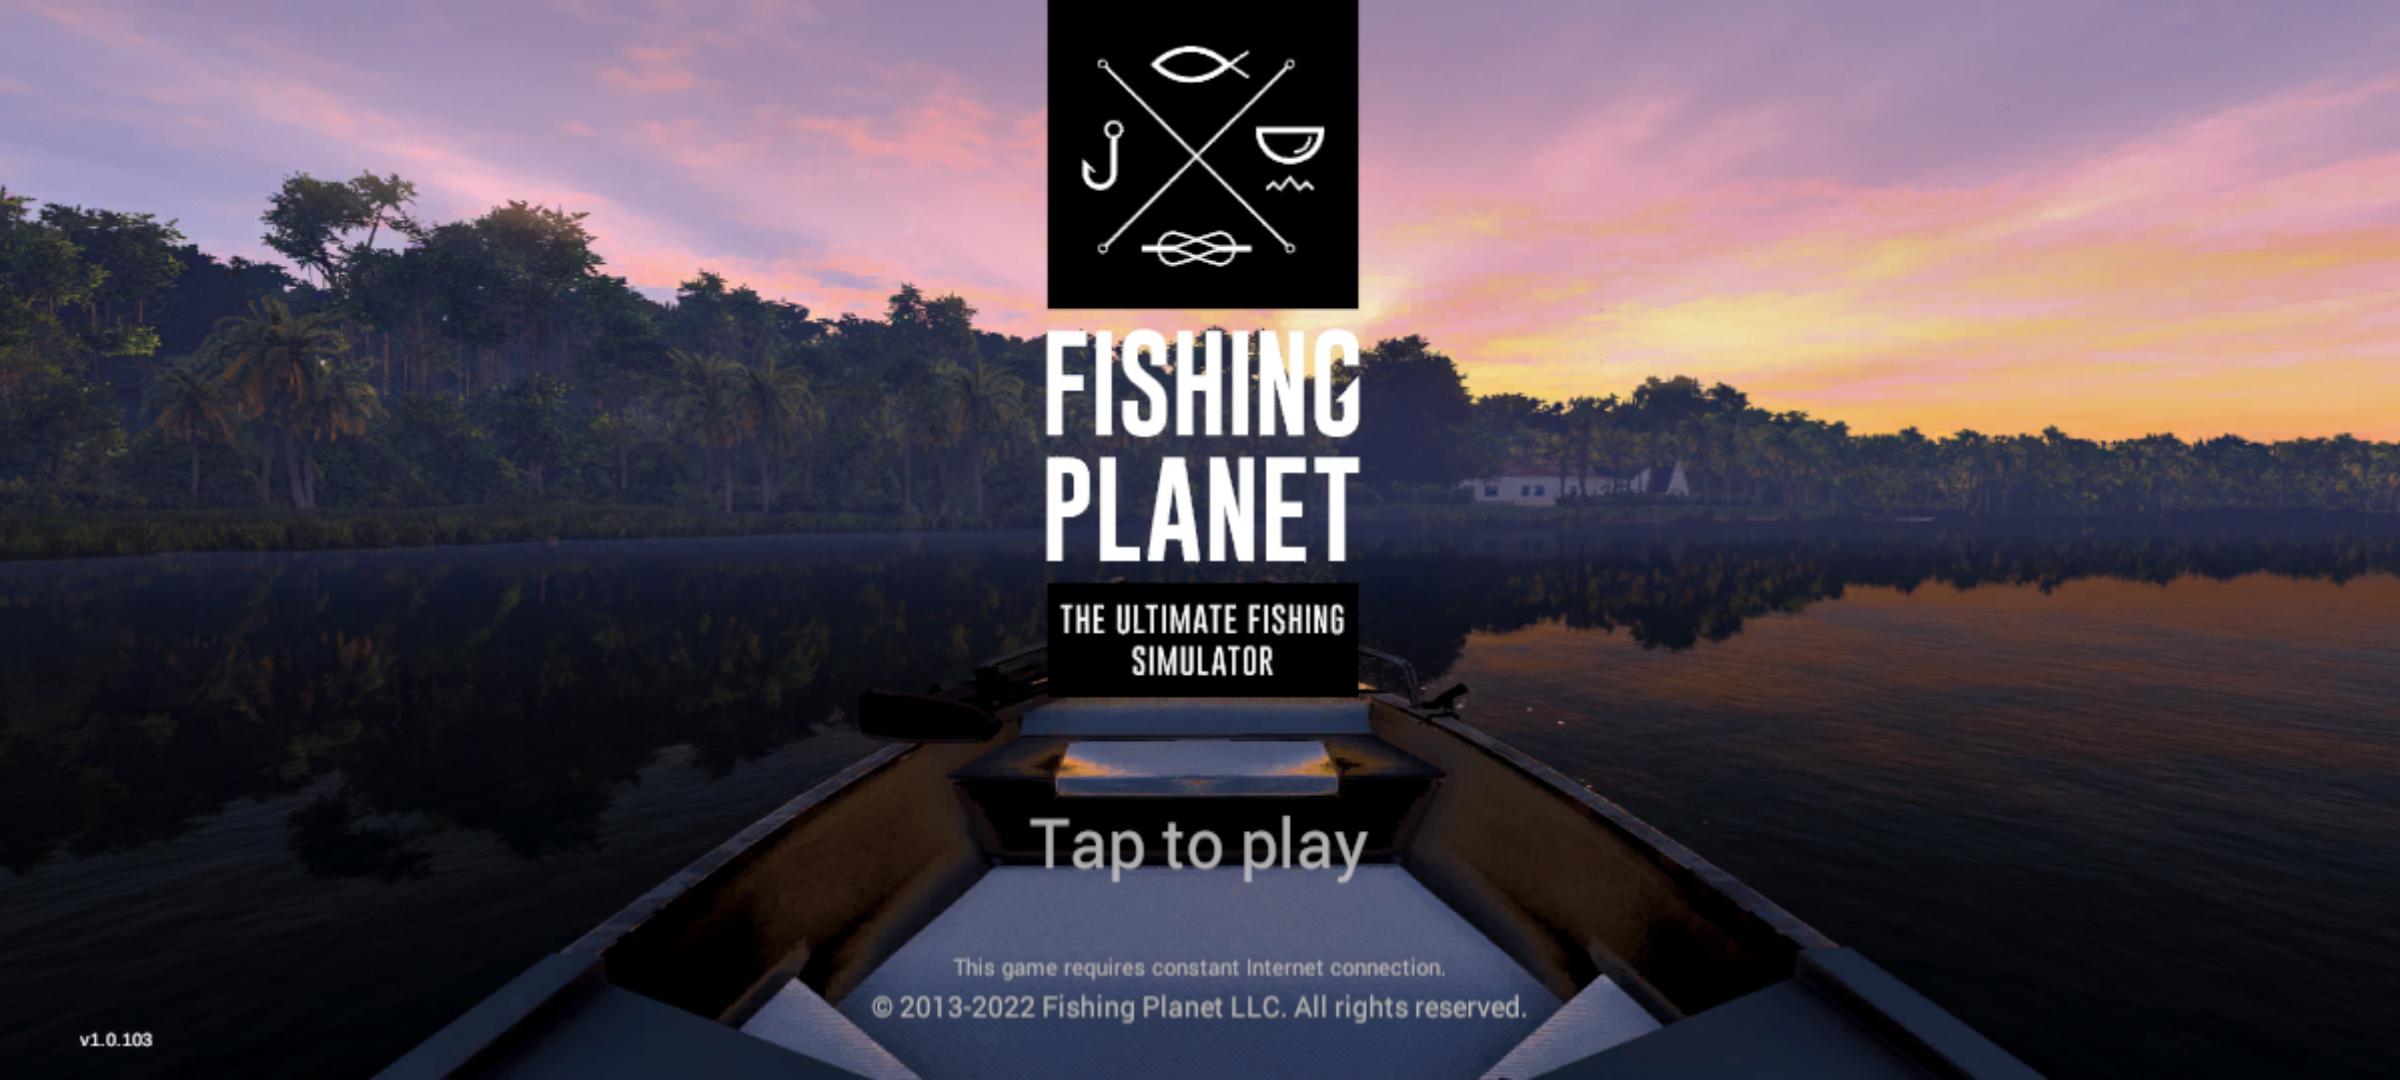 FISHING
PLANET
THE ULTIMATE FISHING
SIMULATOR
Tap to play
This game requires constant Internet connection.
© 2013-2022 Fishing Planet LLC. All rights reserved.
v1.0.103